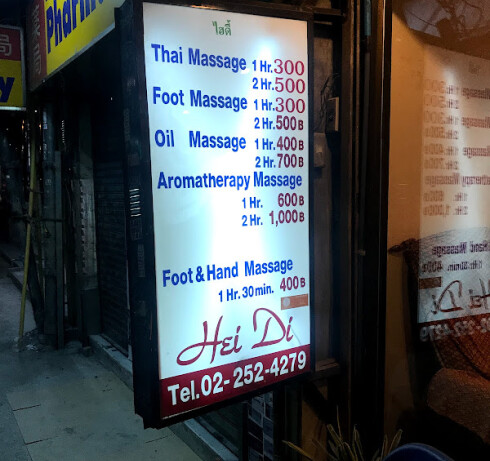 ไฮดี้
Thai Massage 1 Hr. 300
2 Hr. 500
Foot Massage 1 Hr. 300
2 Hr. 500 B
Oil Massage 1 Hr. 400 B
2 Hr. 700 B
Aromatherapy Massage
1 Hr. 600 B
2 Hr. 1,000 B
Foot & Hand Massage
1 Hr. 30 min. 400 B
Hei Di
Tel. 02-252-4279